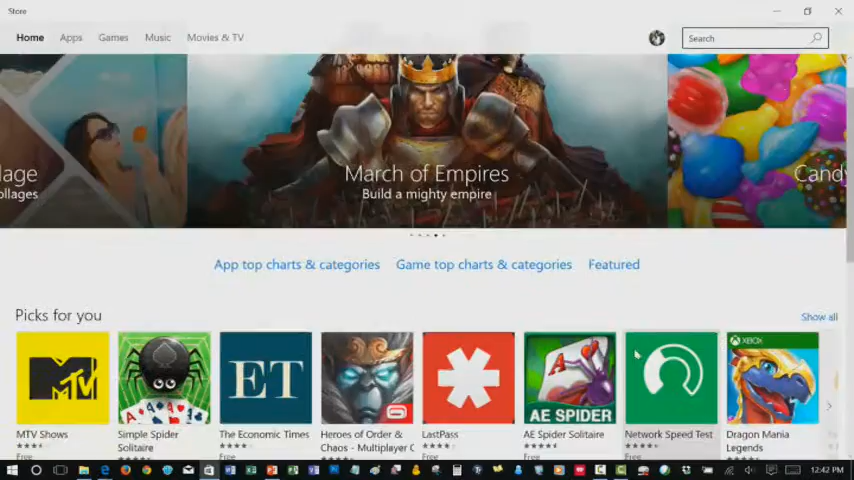 Store
Home Apps Games Music Movies & TV Search
lage
ollages
March of Empires
Build a mighty empire
Candy
App top charts & categories Game top charts & categories Featured
Picks for you Show all
MTV
ET
AE SPIDER
XBOX
MTV Shows
Simple Spider Solitaire
The Economic Times
Heroes of Order & Chaos - Multiplayer C
LastPass
AE Spider Solitaire
Network Speed Test
Dragon Mania Legends
Free
Free
Free
Free
12:42 PM